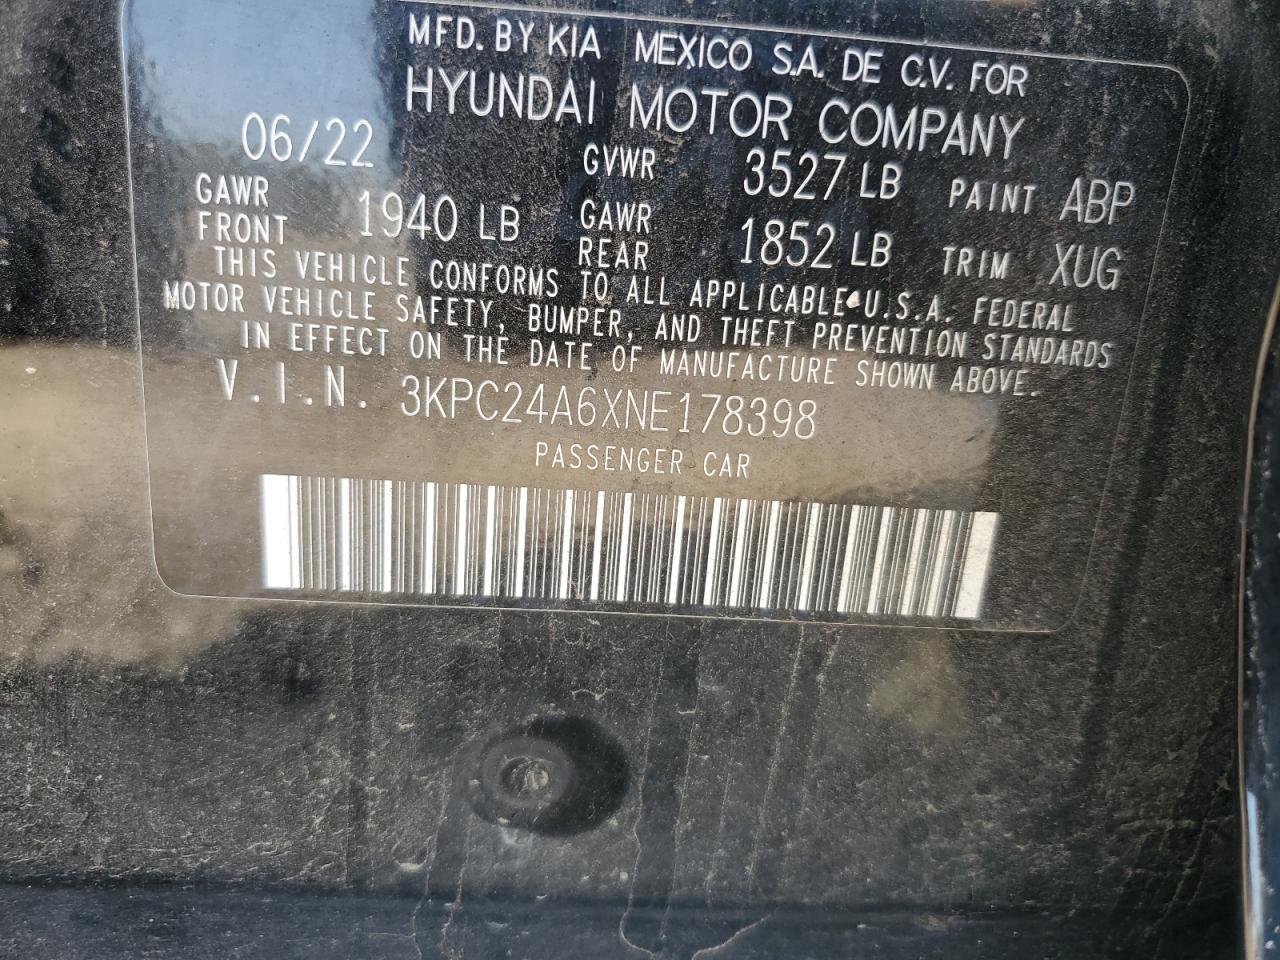 MFD. BY KIA MEXICO S.A. DE C.V. FOR
HYUNDAI MOTOR COMPANY
06/22 GVWR 3527 LB PAINT ABP
GAWR FRONT 1940 LB GAWR REAR 1852 LB TRIM XUG
THIS VEHICLE CONFORMS TO ALL APPLICABLE U.S.A. FEDERAL
MOTOR VEHICLE SAFETY, BUMPER, AND THEFT PREVENTION STANDARDS
IN EFFECT ON THE DATE OF MANUFACTURE SHOWN ABOVE.
V.I.N. 3KPC24A6XNE178398
PASSENGER CAR